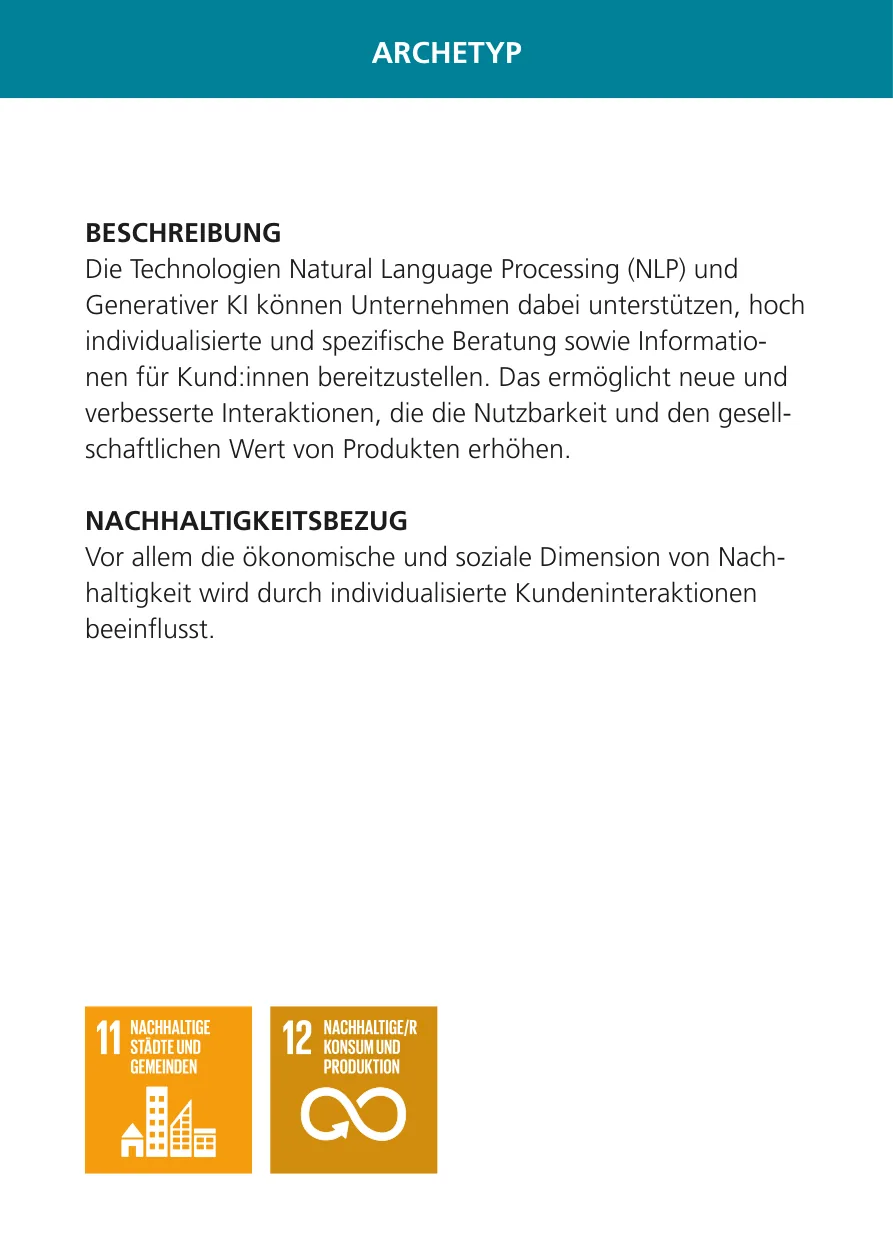 ARCHETYP
BESCHREIBUNG
Die Technologien Natural Language Processing (NLP) und
Generativer KI können Unternehmen dabei unterstützen, hoch
individualisierte und spezifische Beratung sowie Informatio-
nen für Kund:innen bereitzustellen. Das ermöglicht neue und
verbesserte Interaktionen, die die Nutzbarkeit und den gesell-
schaftlichen Wert von Produkten erhöhen.
NACHHALTIGKEITSBEZUG
Vor allem die ökonomische und soziale Dimension von Nach-
haltigkeit wird durch individualisierte Kundeninteraktionen
beeinflusst.
11 NACHHALTIGE
STÄDTE UND
GEMEINDEN
12 NACHHALTIGE/R
KONSUM UND
PRODUKTION